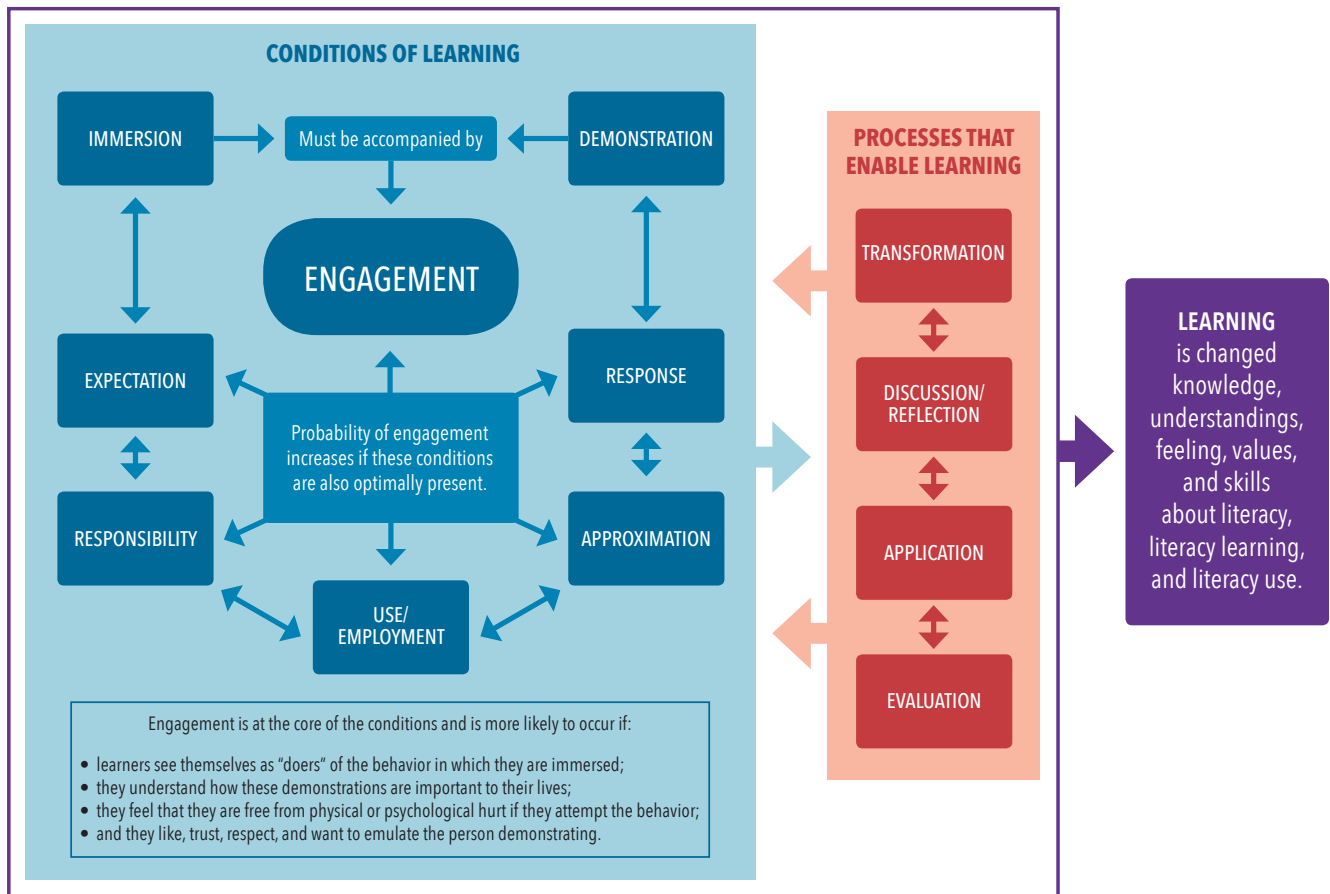 CONDITIONS OF LEARNING
IMMERSION
Must be accompanied by
DEMONSTRATION
ENGAGEMENT
EXPECTATION
RESPONSE
Probability of engagement
increases if these conditions
are also optimally present.
RESPONSIBILITY
APPROXIMATION
USE/
EMPLOYMENT
Engagement is at the core of the conditions and is more likely to occur if:
• learners see themselves as “doers” of the behavior in which they are immersed;
• they understand how these demonstrations are important to their lives;
• they feel that they are free from physical or psychological hurt if they attempt the behavior;
• and they like, trust, respect, and want to emulate the person demonstrating.
PROCESSES THAT
ENABLE LEARNING
TRANSFORMATION
DISCUSSION/
REFLECTION
APPLICATION
EVALUATION
LEARNING
is changed
knowledge,
understandings,
feeling, values,
and skills
about literacy,
literacy learning,
and literacy use.